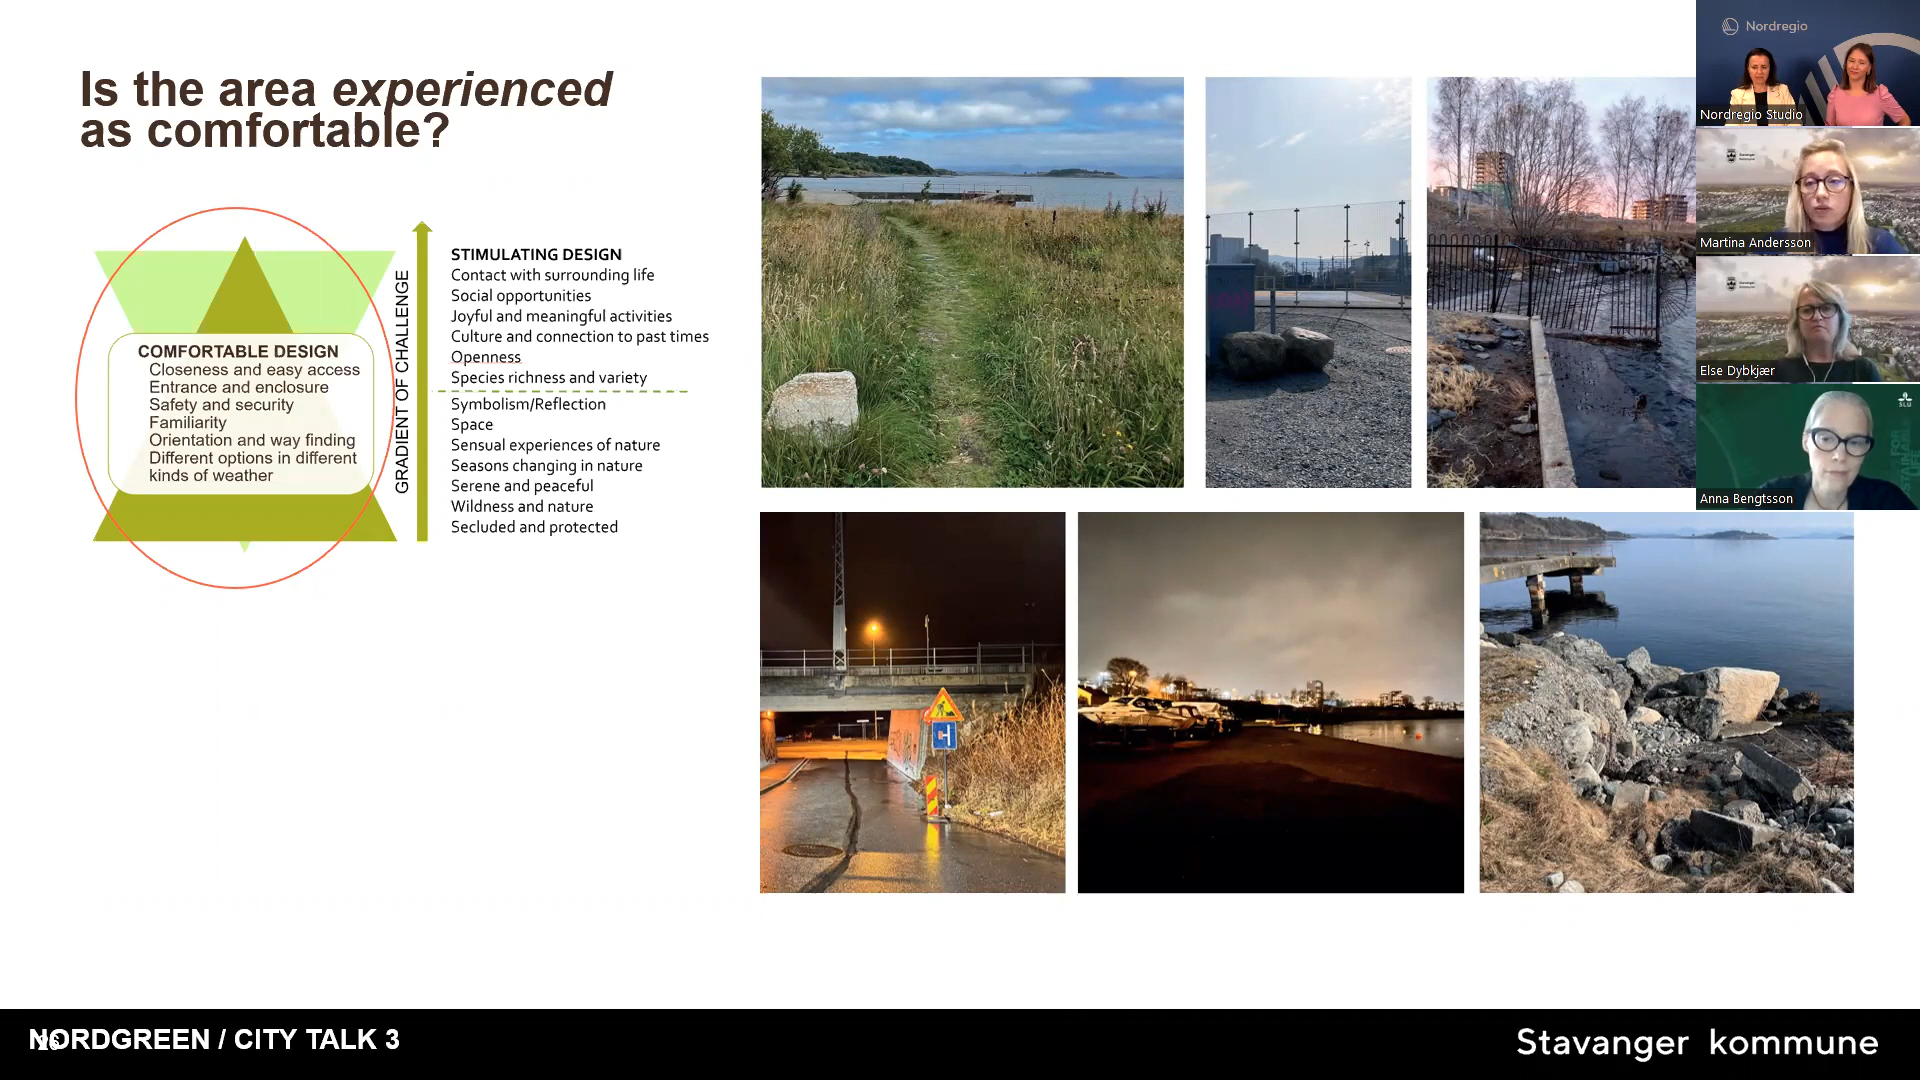 Is the area experienced
as comfortable?
COMFORTABLE DESIGN
Closeness and easy access
Entrance and enclosure
Safety and security
Familiarity
Orientation and way finding
Different options in different
kinds of weather
GRADIENT OF CHALLENGE
STIMULATING DESIGN
Contact with surrounding life
Social opportunities
Joyful and meaningful activities
Culture and connection to past times
Openness
Species richness and variety
Symbolism/Reflection
Space
Sensual experiences of nature
Seasons changing in nature
Serene and peaceful
Wildness and nature
Secluded and protected
Nordregio
Nordregio Studio
Martina Andersson
Else Dybkjær
SLU
Anna Bengtsson
NORDGREEN / CITY TALK 3
Stavanger kommune